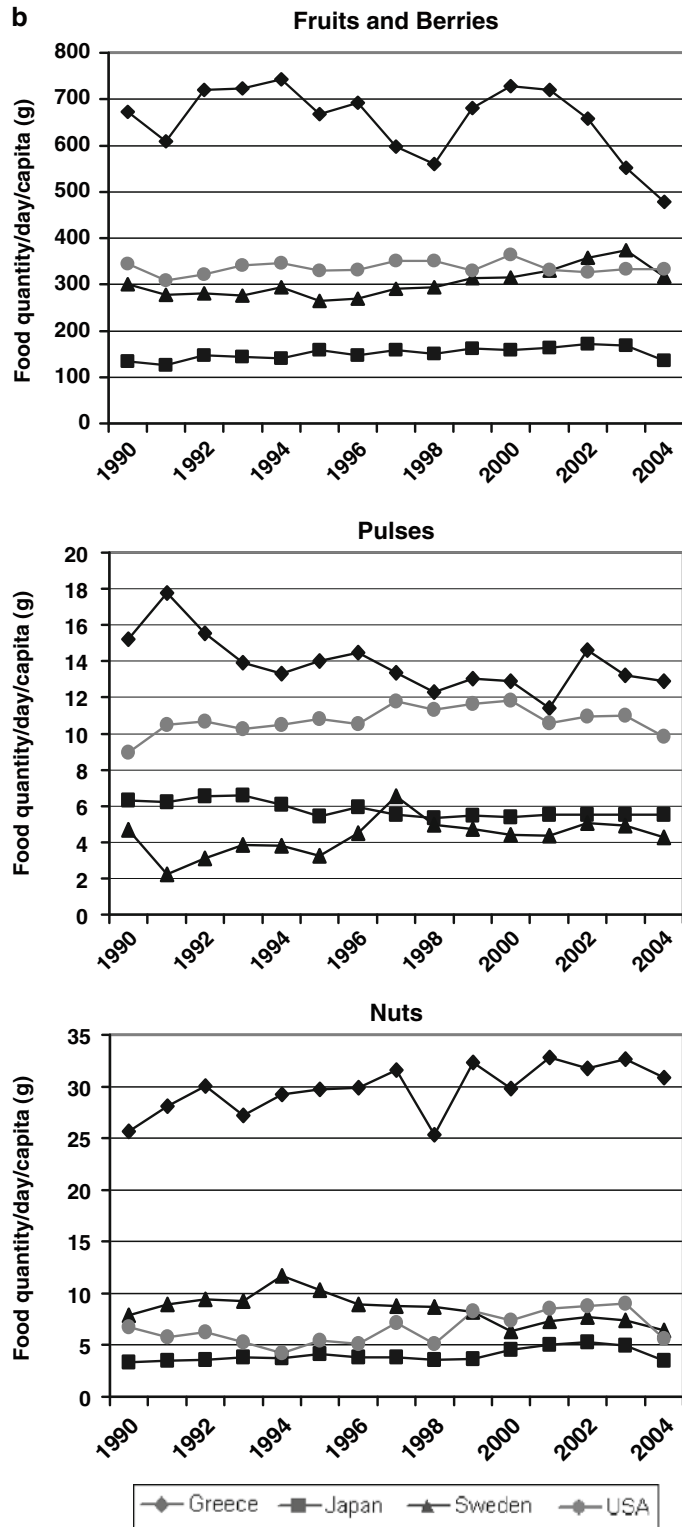 b
Fruits and Berries
Food quantity/day/capita (g)
800
700
600
500
400
300
200
100
0
1990 1992 1994 1996 1998 2000 2002 2004
Pulses
Food quantity/day/capita (g)
20
18
16
14
12
10
8
6
4
2
0
1990 1992 1994 1996 1998 2000 2002 2004
Nuts
Food quantity/day/capita (g)
35
30
25
20
15
10
5
0
1990 1992 1994 1996 1998 2000 2002 2004
Greece Japan Sweden USA